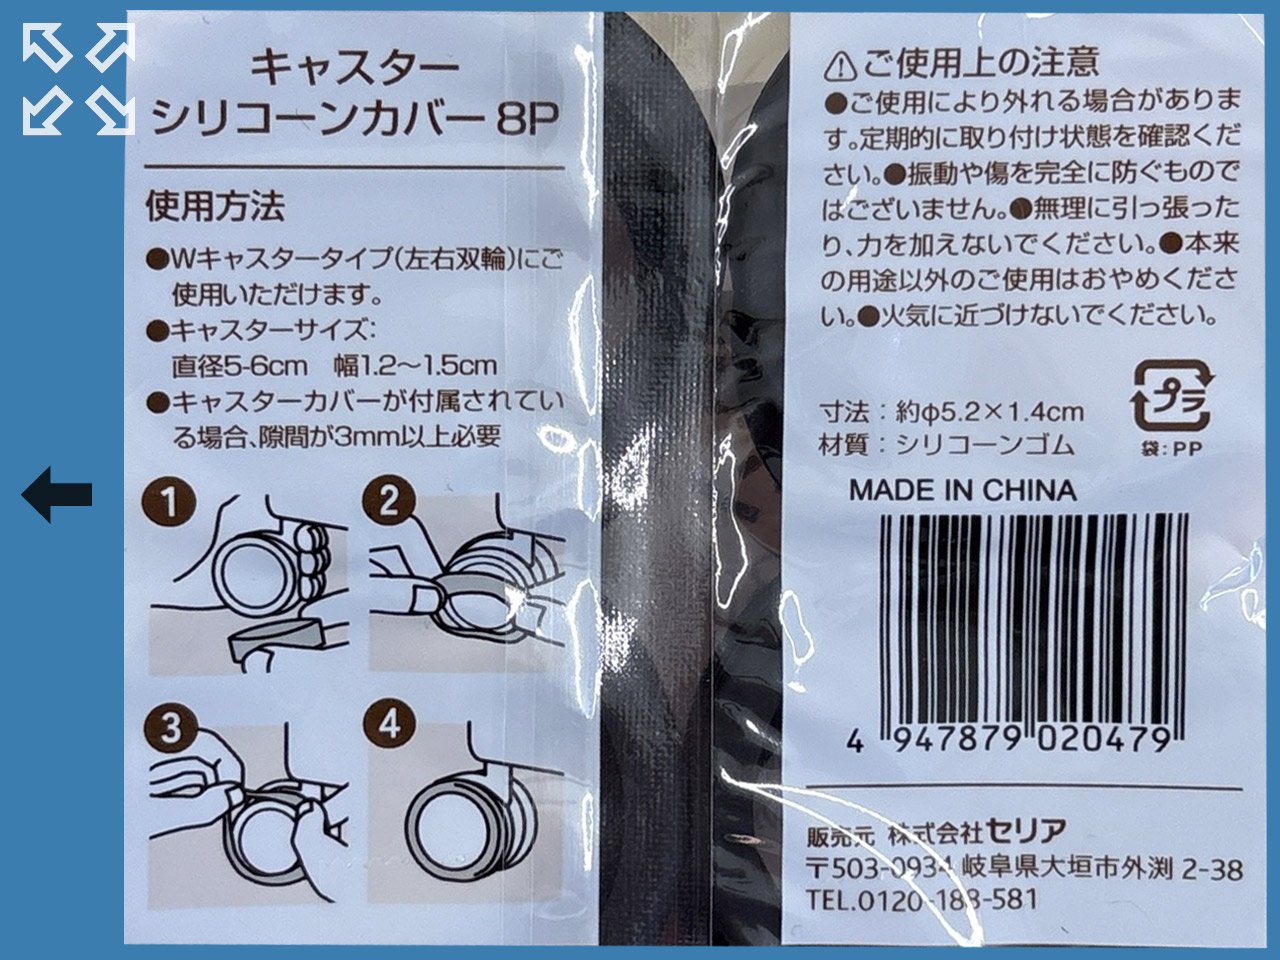 キャスター
シリコーンカバー 8P
使用方法
●Wキャスタータイプ(左右双輪)にご
使用いただけます。
●キャスターサイズ:
直径5-6cm 幅1.2～1.5cm
●キャスターカバーが付属されてい
る場合、隙間が3mm以上必要
1
2
3
4
⚠ご使用上の注意
●ご使用により外れる場合がありま
す。定期的に取り付け状態を確認くだ
さい。●振動や傷を完全に防ぐもので
はございません。●無理に引っ張った
り、力を加えないでください。●本来
の用途以外のご使用はおやめくださ
い。●火気に近づけないでください。
プラ
袋:PP
寸法:約φ5.2×1.4cm
材質:シリコーンゴム
MADE IN CHINA
4 947879 020479
販売元 株式会社セリア
〒503-0934 岐阜県大垣市外渕 2-38
TEL.0120-188-581